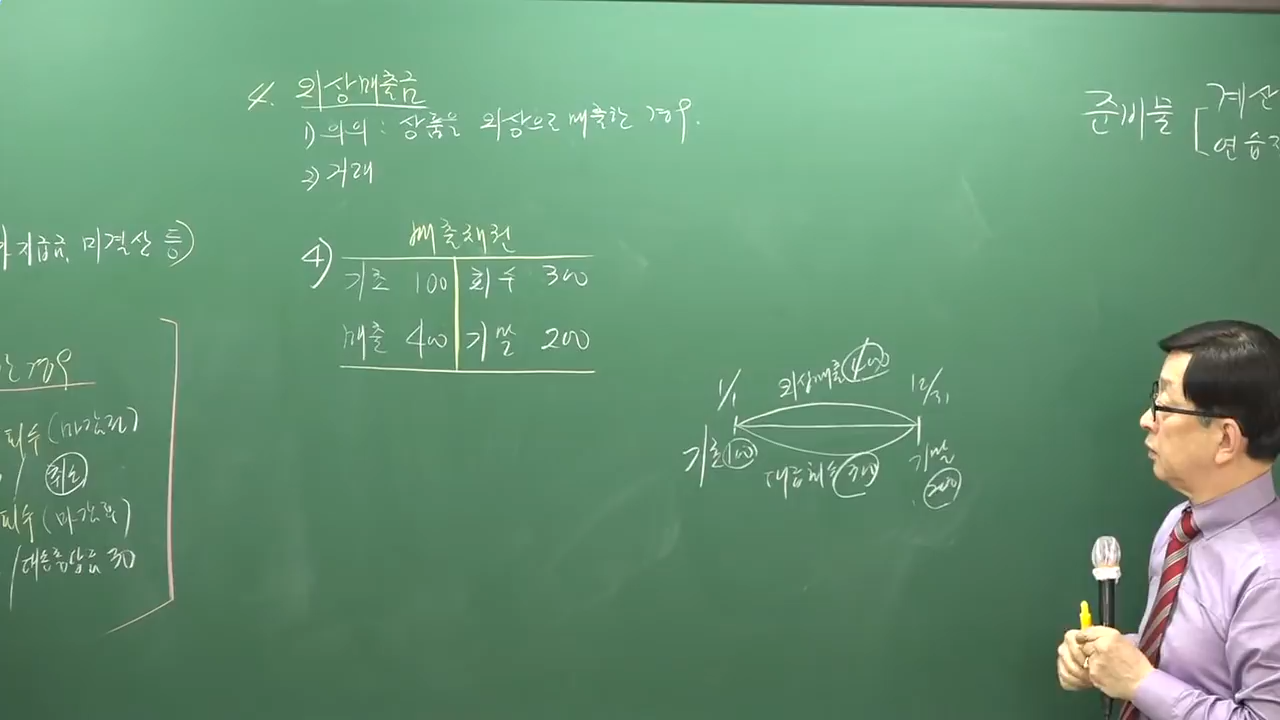 4. 외상매출금
1) 의의 : 상품을 외상으로 매출한 경우.
2) 거래
준비물 [ 계산
연습
지급금, 미결산 등)
4) 매출채권
기초 100 회수 300
매출 400 기말 200
경우
회수 (마감전)
취소
회수 (마감후)
대손충당금 30
1/1 외상매출 400 12/31
기초 100 대금회수 300 기말
200